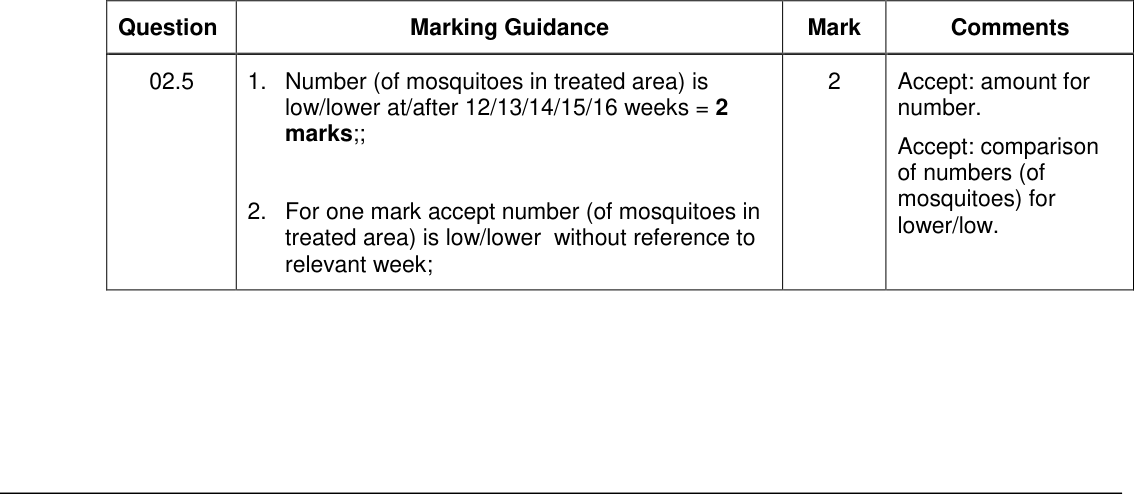 Question Marking Guidance Mark Comments
02.5 1. Number (of mosquitoes in treated area) is 2 Accept: amount for
low/lower at/after 12/13/14/15/16 weeks = 2 number.
marks;;
Accept: comparison
of numbers (of
mosquitoes) for
lower/low.
2. For one mark accept number (of mosquitoes in
treated area) is low/lower without reference to
relevant week;